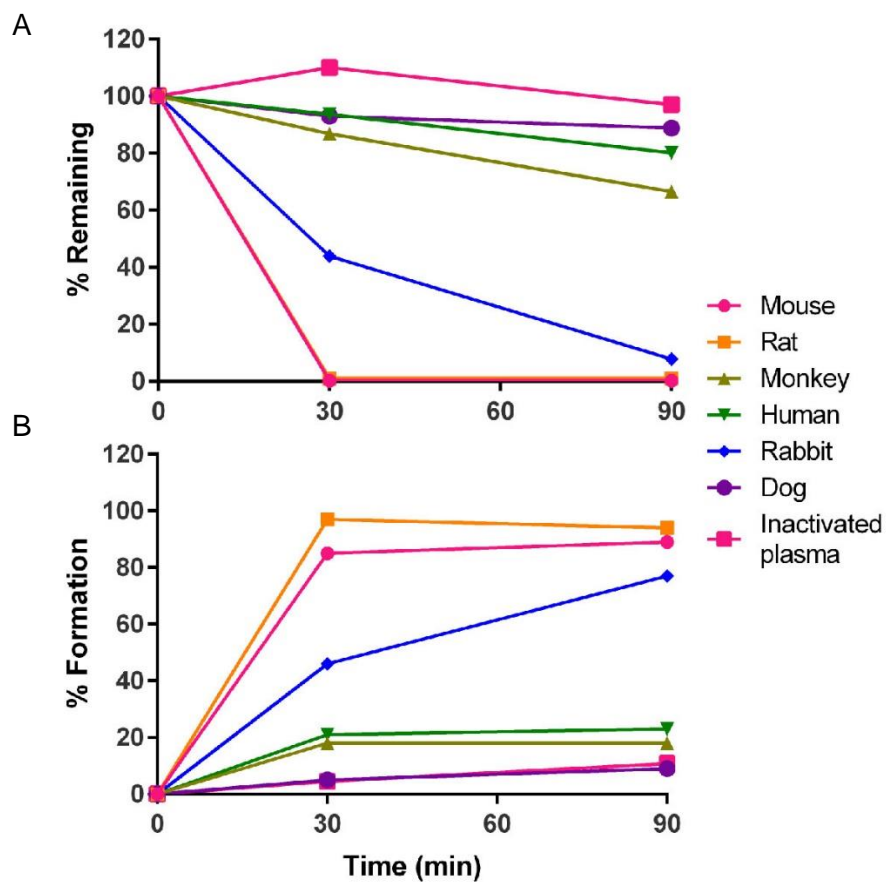 A
120
100
80
60
40
20
0
% Remaining
0 30 60 90
Mouse
Rat
Monkey
Human
Rabbit
Dog
Inactivated
plasma
B
120
100
80
60
40
20
0
% Formation
0 30 60 90
Time (min)